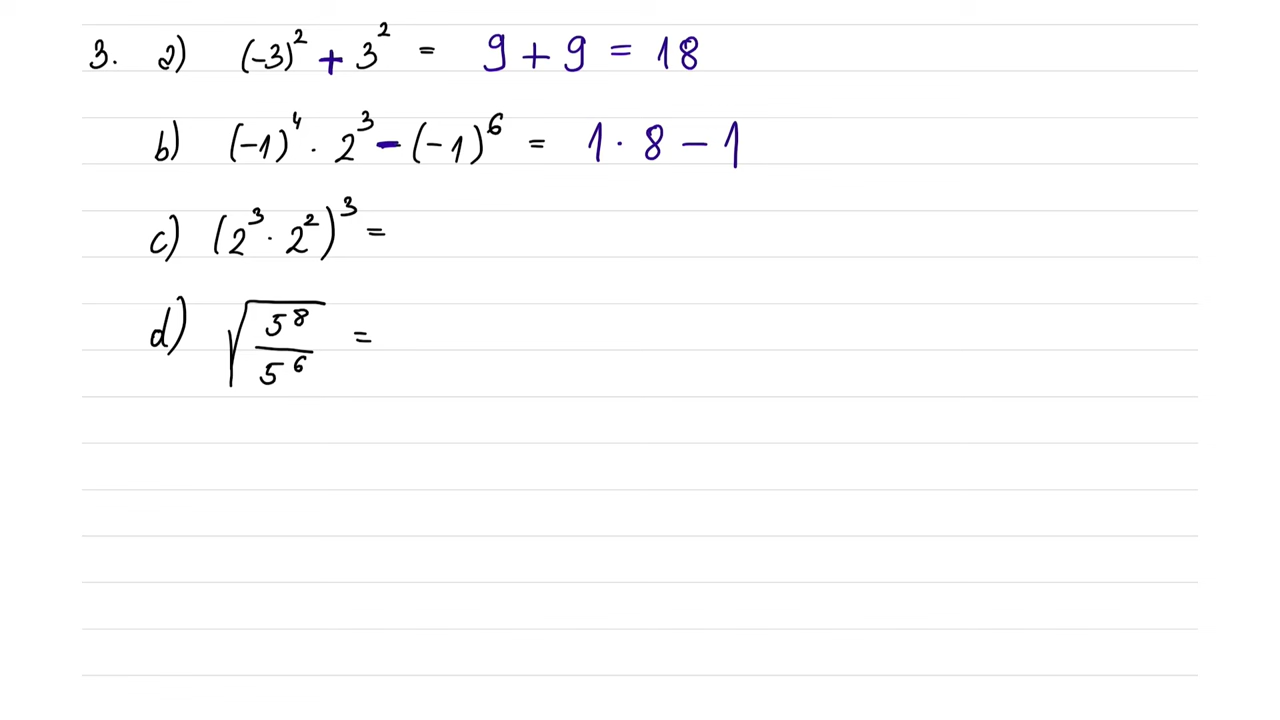 3. a) (-3)² + 3² = 9 + 9 = 18
b) (-1)⁴ · 2³ - (-1)⁶ = 1 · 8 - 1
c) (2³ · 2²)³ =
d) √(5⁸/5⁶) =